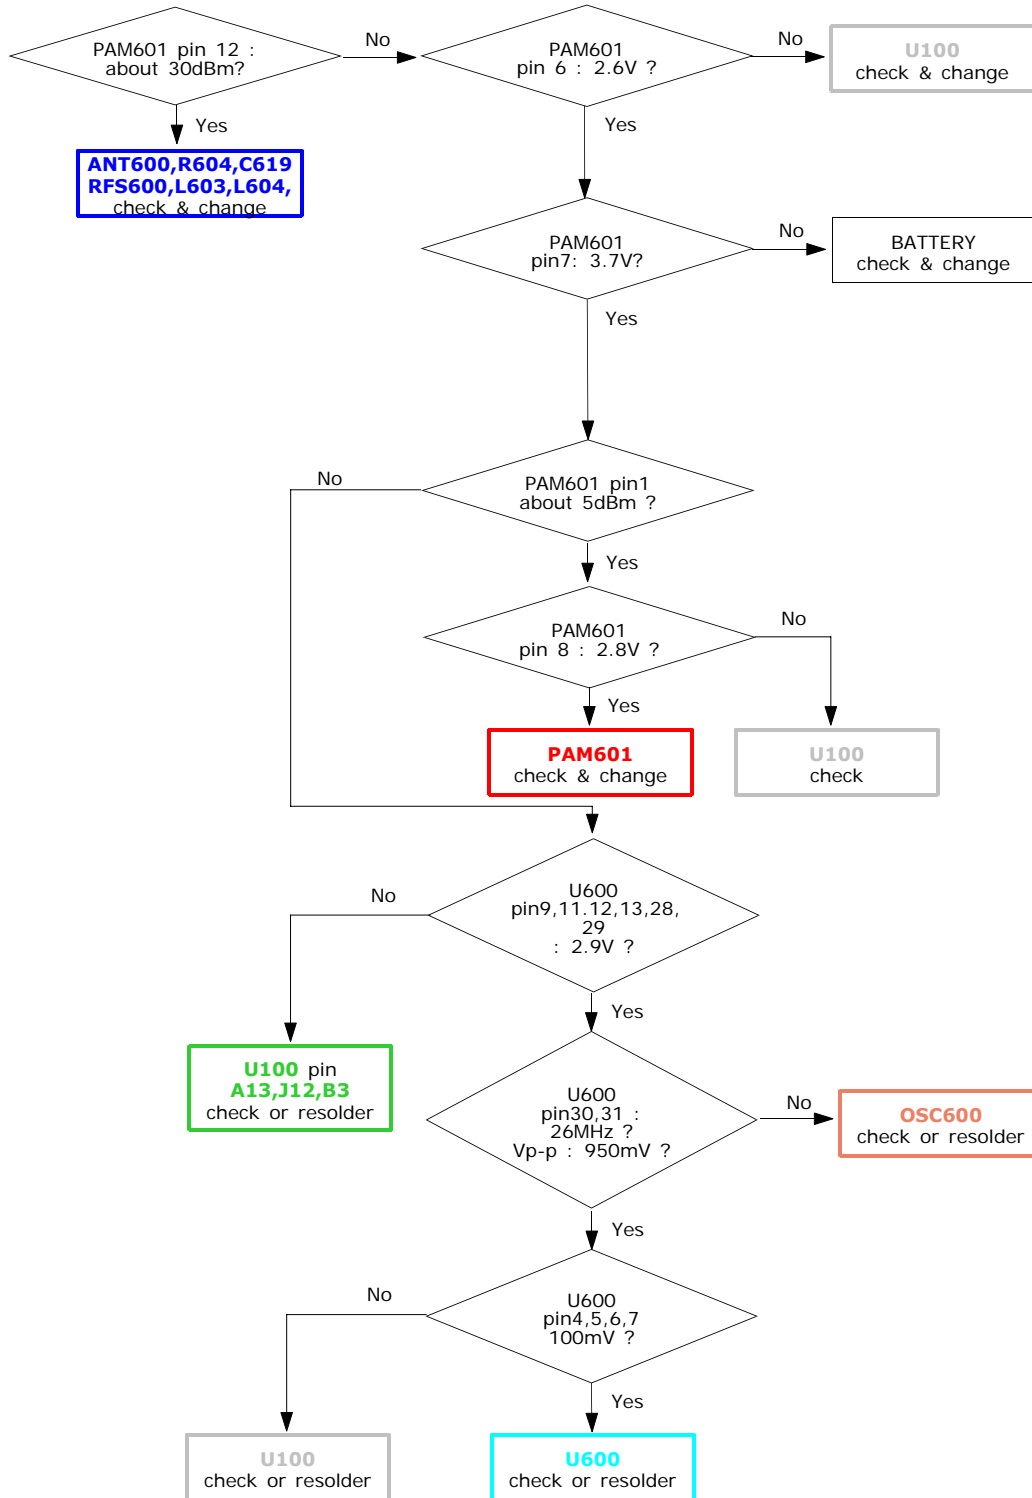 PAM601 pin 12 :
about 30dBm?
No
PAM601
pin 6 : 2.6V ?
No
U100
check & change
Yes
Yes
ANT600,R604,C619
RFS600,L603,L604,
check & change
PAM601
pin7: 3.7V?
No
BATTERY
check & change
Yes
No
PAM601 pin1
about 5dBm ?
Yes
PAM601
pin 8 : 2.8V ?
No
Yes
PAM601
check & change
U100
check
No
U600
pin9,11.12,13,28,
29
: 2.9V ?
Yes
U100 pin
A13,J12,B3
check or resolder
U600
pin30,31 :
26MHz ?
Vp-p : 950mV ?
No
OSC600
check or resolder
Yes
No
U600
pin4,5,6,7
100mV ?
Yes
U100
check or resolder
U600
check or resolder